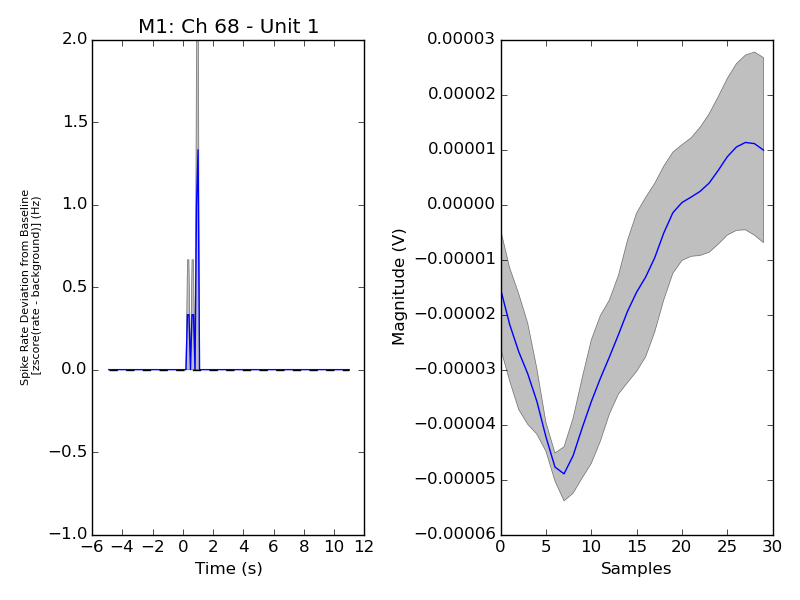 M1: Ch 68 - Unit 1
2.0
1.5
1.0
0.5
0.0
−0.5
−1.0
−6 −4 −2 0 2 4 6 8 10 12
Time (s)
Spike Rate Deviation from Baseline
[zscore(rate - background)] (Hz)
0.00003
0.00002
0.00001
0.00000
−0.00001
−0.00002
−0.00003
−0.00004
−0.00005
−0.00006
0 5 10 15 20 25 30
Samples
Magnitude (V)